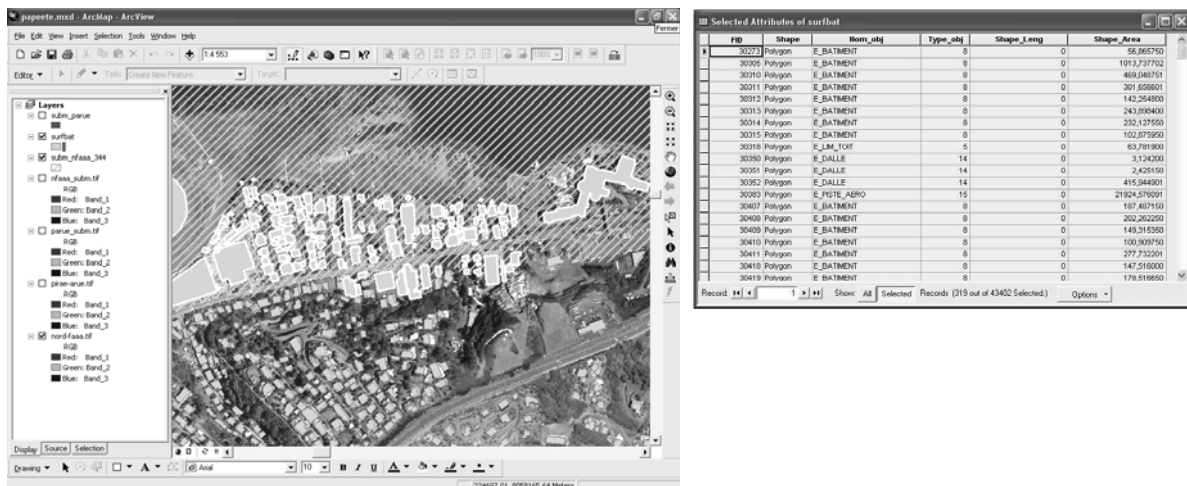 papeete.mxd - ArcMap - ArcView
Fermer
File Edit View Insert Selection Tools Window Help
1:4 553
100%
Editor Task: Create New Feature Target:
Layers
subm_parue
surfbat
subm_nfaaa_344
nfaaa_subm.tif
RGB
Red: Band_1
Green: Band_2
Blue: Band_3
parue_subm.tif
RGB
Red: Band_1
Green: Band_2
Blue: Band_3
pirae-arue.tif
RGB
Red: Band_1
Green: Band_2
Blue: Band_3
nord-faaa.tif
RGB
Red: Band_1
Green: Band_2
Blue: Band_3
Display Source Selection
Drawing A Arial 10 B I U A
224697,01 8058165,64 Meters
Selected Attributes of surfbat
FID Shape Nom_obj Type_obj Shape_Leng Shape_Area
30273 Polygon E_BATIMENT 8 0 56,865750
30305 Polygon E_BATIMENT 8 0 1013,737702
30310 Polygon E_BATIMENT 8 0 469,048751
30311 Polygon E_BATIMENT 8 0 301,656601
30312 Polygon E_BATIMENT 8 0 142,254800
30313 Polygon E_BATIMENT 8 0 243,898400
30314 Polygon E_BATIMENT 8 0 232,127550
30315 Polygon E_BATIMENT 8 0 102,875950
30318 Polygon E_LIM_TOIT 5 0 63,781900
30350 Polygon E_DALLE 14 0 3,124200
30351 Polygon E_DALLE 14 0 2,425150
30352 Polygon E_DALLE 14 0 415,944901
30383 Polygon E_PISTE_AERO 15 0 21924,576091
30407 Polygon E_BATIMENT 8 0 187,487150
30408 Polygon E_BATIMENT 8 0 202,262250
30409 Polygon E_BATIMENT 8 0 149,315350
30410 Polygon E_BATIMENT 8 0 100,909750
30411 Polygon E_BATIMENT 8 0 277,732201
30418 Polygon E_BATIMENT 8 0 147,516000
30419 Polygon E_BATIMENT 8 0 178,516650
Record: 1 Show: All Selected Records (319 out of 43402 Selected.) Options